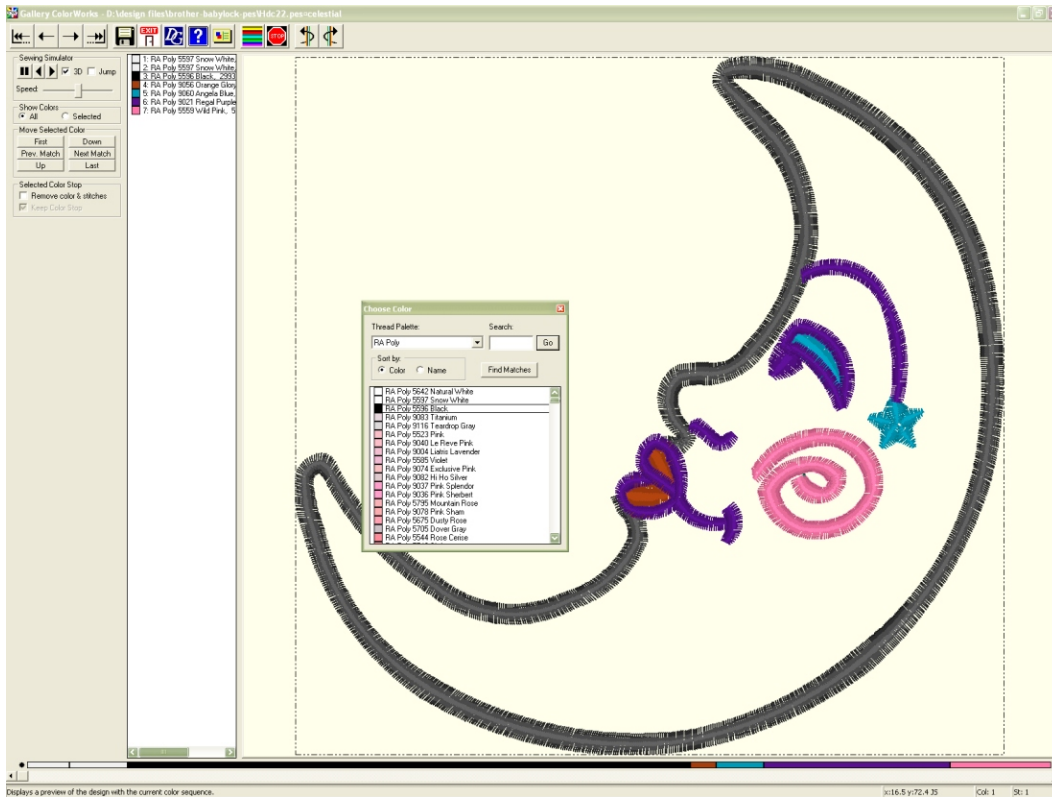 Gallery ColorWorks - D:\design files\brother-babylock-pes\Hdc22.pes=celestial
EXIT
DG
?
STOP
Sewing Simulator
3D Jump
Speed:
Show Colors
All Selected
Move Selected Color
First Down
Prev. Match Next Match
Up Last
Selected Color Stop
Remove color & stitches
Keep Color Stop
1: RA Poly 5597 Snow White,
2: RA Poly 5597 Snow White,
3: RA Poly 5596 Black, 2993
4: RA Poly 9056 Orange Glory
5: RA Poly 9060 Angela Blue,
6: RA Poly 9021 Regal Purple
7: RA Poly 5559 Wild Pink, 5
Choose Color
Thread Palette: Search:
RA Poly Go
Sort by:
Color Name Find Matches
RA Poly 5642 Natural White
RA Poly 5597 Snow White
RA Poly 5596 Black
RA Poly 9083 Titanium
RA Poly 9116 Teardrop Gray
RA Poly 5523 Pink
RA Poly 9040 Le Reve Pink
RA Poly 9004 Liatris Lavender
RA Poly 5585 Violet
RA Poly 9074 Exclusive Pink
RA Poly 9082 Hi Ho Silver
RA Poly 9037 Pink Splendor
RA Poly 9036 Pink Sherbert
RA Poly 5795 Mountain Rose
RA Poly 9078 Pink Sham
RA Poly 5675 Dusty Rose
RA Poly 5705 Dover Gray
RA Poly 5544 Rose Cerise
Displays a preview of the design with the current color sequence. x:16.5 y:72.4 JS Col: 1 St: 1